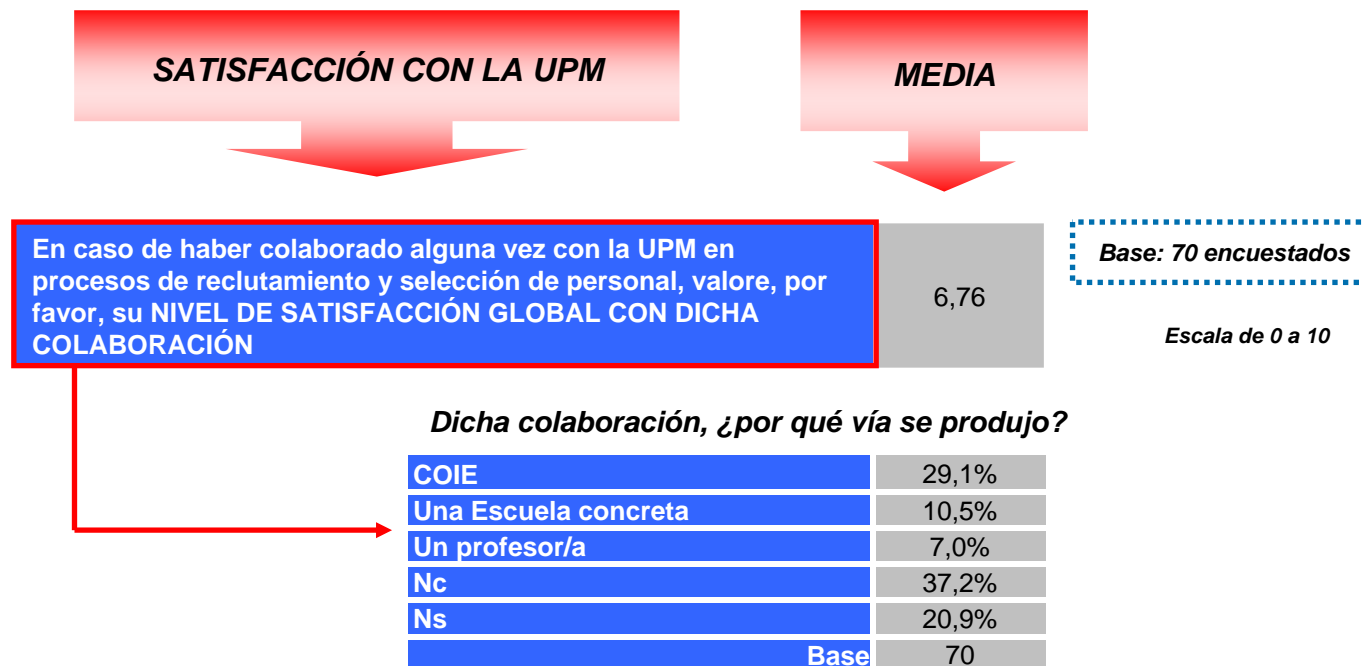 SATISFACCIÓN CON LA UPM
MEDIA
En caso de haber colaborado alguna vez con la UPM en
procesos de reclutamiento y selección de personal, valore, por
favor, su NIVEL DE SATISFACCIÓN GLOBAL CON DICHA
COLABORACIÓN
6,76
Base: 70 encuestados
Escala de 0 a 10
Dicha colaboración, ¿por qué vía se produjo?
COIE 29,1%
Una Escuela concreta 10,5%
Un profesor/a 7,0%
Nc 37,2%
Ns 20,9%
Base 70